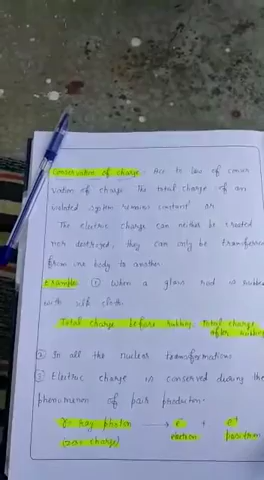 Conservation of charge: Acc to law of conser
vation of charge The total charge of an
isolated system remains constant' or
The electric charge can neither be created
nor destroyed, they can only be transferre
from one body to another
Example ① When a glass rod is rubbed
with silk cloth
Total charge before rubbing = Total charge
after rubbing
② In all the nuclear transformations
③ Electric charge is conserved during the
phenomenon of pair production.
γ-ray photon → e⁻ + e⁺
(zero charge) electron positron